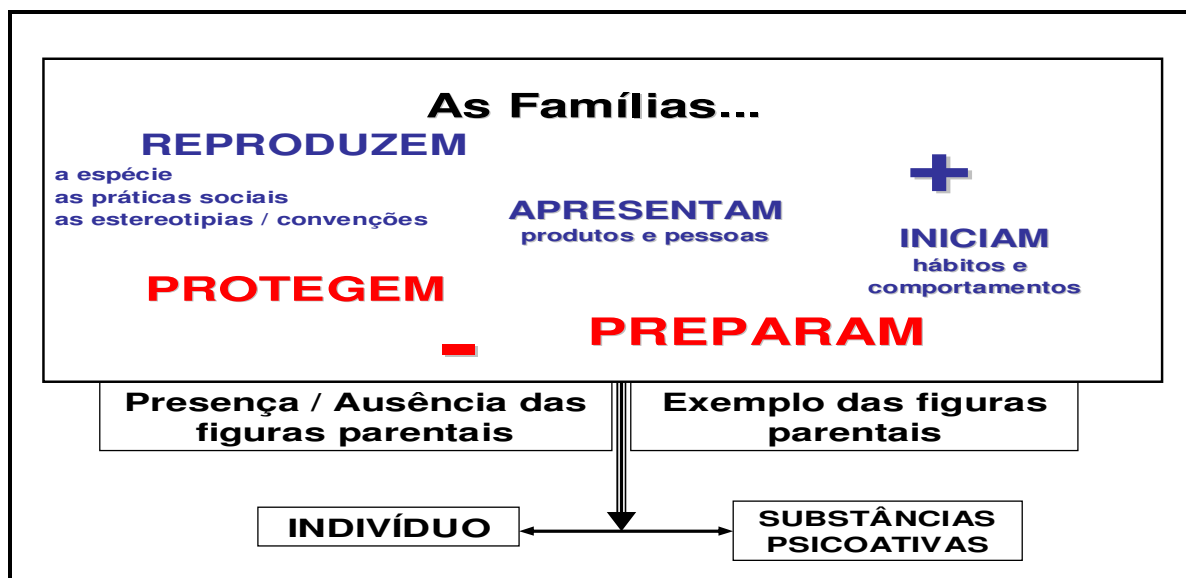 As Famílias...
REPRODUZEM
a espécie
as práticas sociais
as estereotipias / convenções
APRESENTAM
produtos e pessoas
+
INICIAM
hábitos e
comportamentos
PROTEGEM
-
PREPARAM
Presença / Ausência das
figuras parentais
Exemplo das figuras
parentais
INDIVÍDUO
SUBSTÂNCIAS
PSICOATIVAS